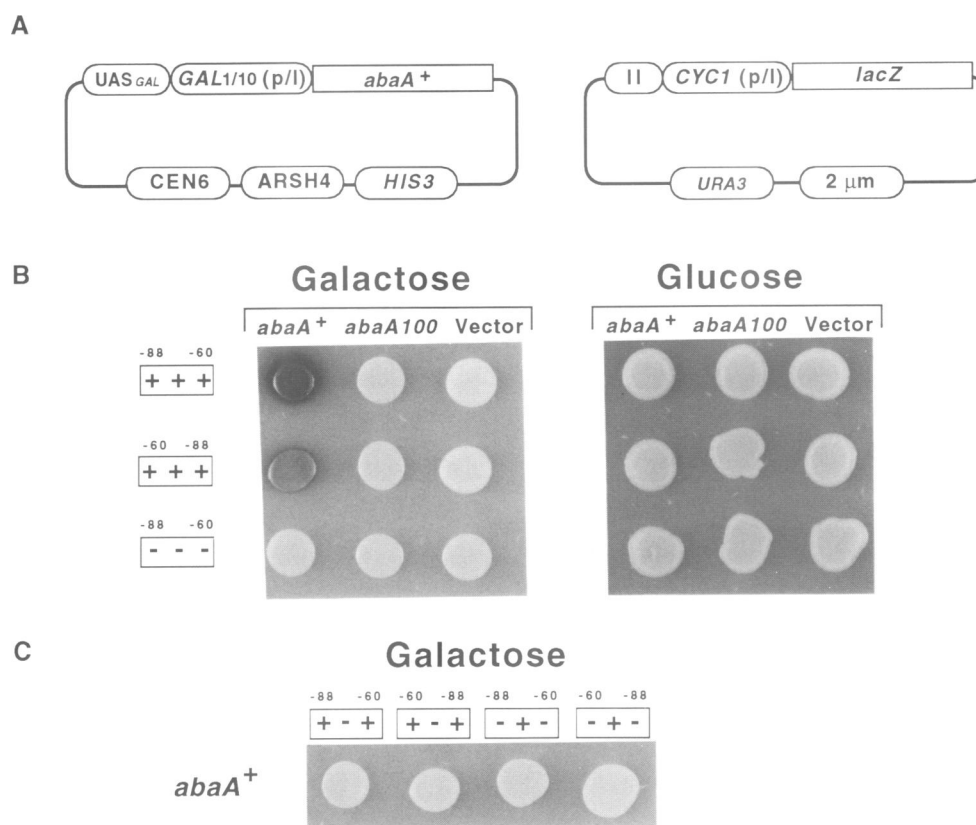 A
UAS GAL GAL1/10 (p/l) abaA+
CEN6 ARSH4 HIS3
II CYC1 (p/l) lacZ
URA3 2 μm
B
Galactose
abaA+ abaA100 Vector
Glucose
abaA+ abaA100 Vector
-88 -60
+ + +
-60 -88
+ + +
-88 -60
- - -
C
Galactose
-88 -60 -60 -88 -88 -60 -60 -88
+ - + + - + - + - - + -
abaA+